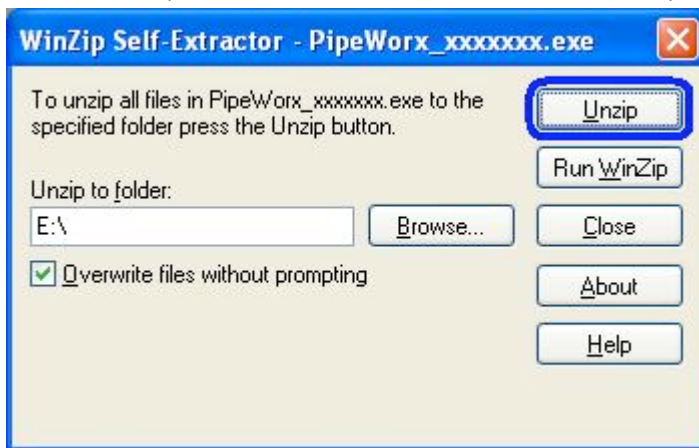 WinZip Self-Extractor - PipeWorx_xxxxxxx.exe
To unzip all files in PipeWorx_xxxxxxx.exe to the
specified folder press the Unzip button.
Unzip
Run WinZip
Unzip to folder:
E:\
Browse...
Close
Overwrite files without prompting
About
Help